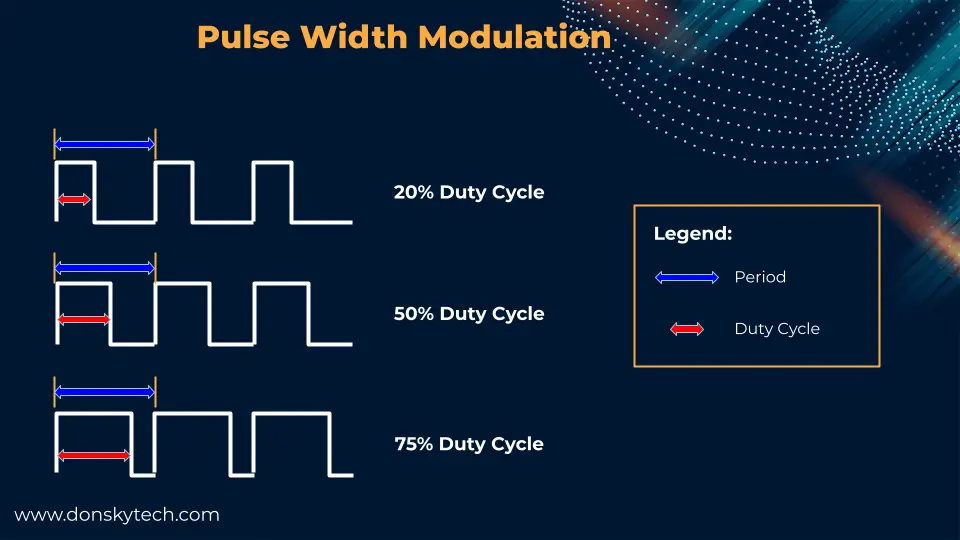 Pulse Width Modulation
20% Duty Cycle
50% Duty Cycle
75% Duty Cycle
Legend:
Period
Duty Cycle
www.donskytech.com